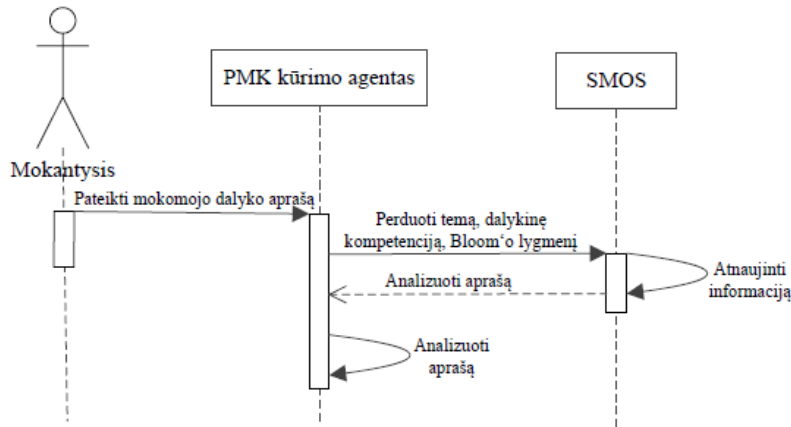 PMK kūrimo agentas
SMOS
Mokantysis
Pateikti mokomojo dalyko aprašą
Perduoti temą, dalykinę
kompetenciją, Bloom‘o lygmenį
Atnaujinti
informaciją
Analizuoti aprašą
Analizuoti
aprašą